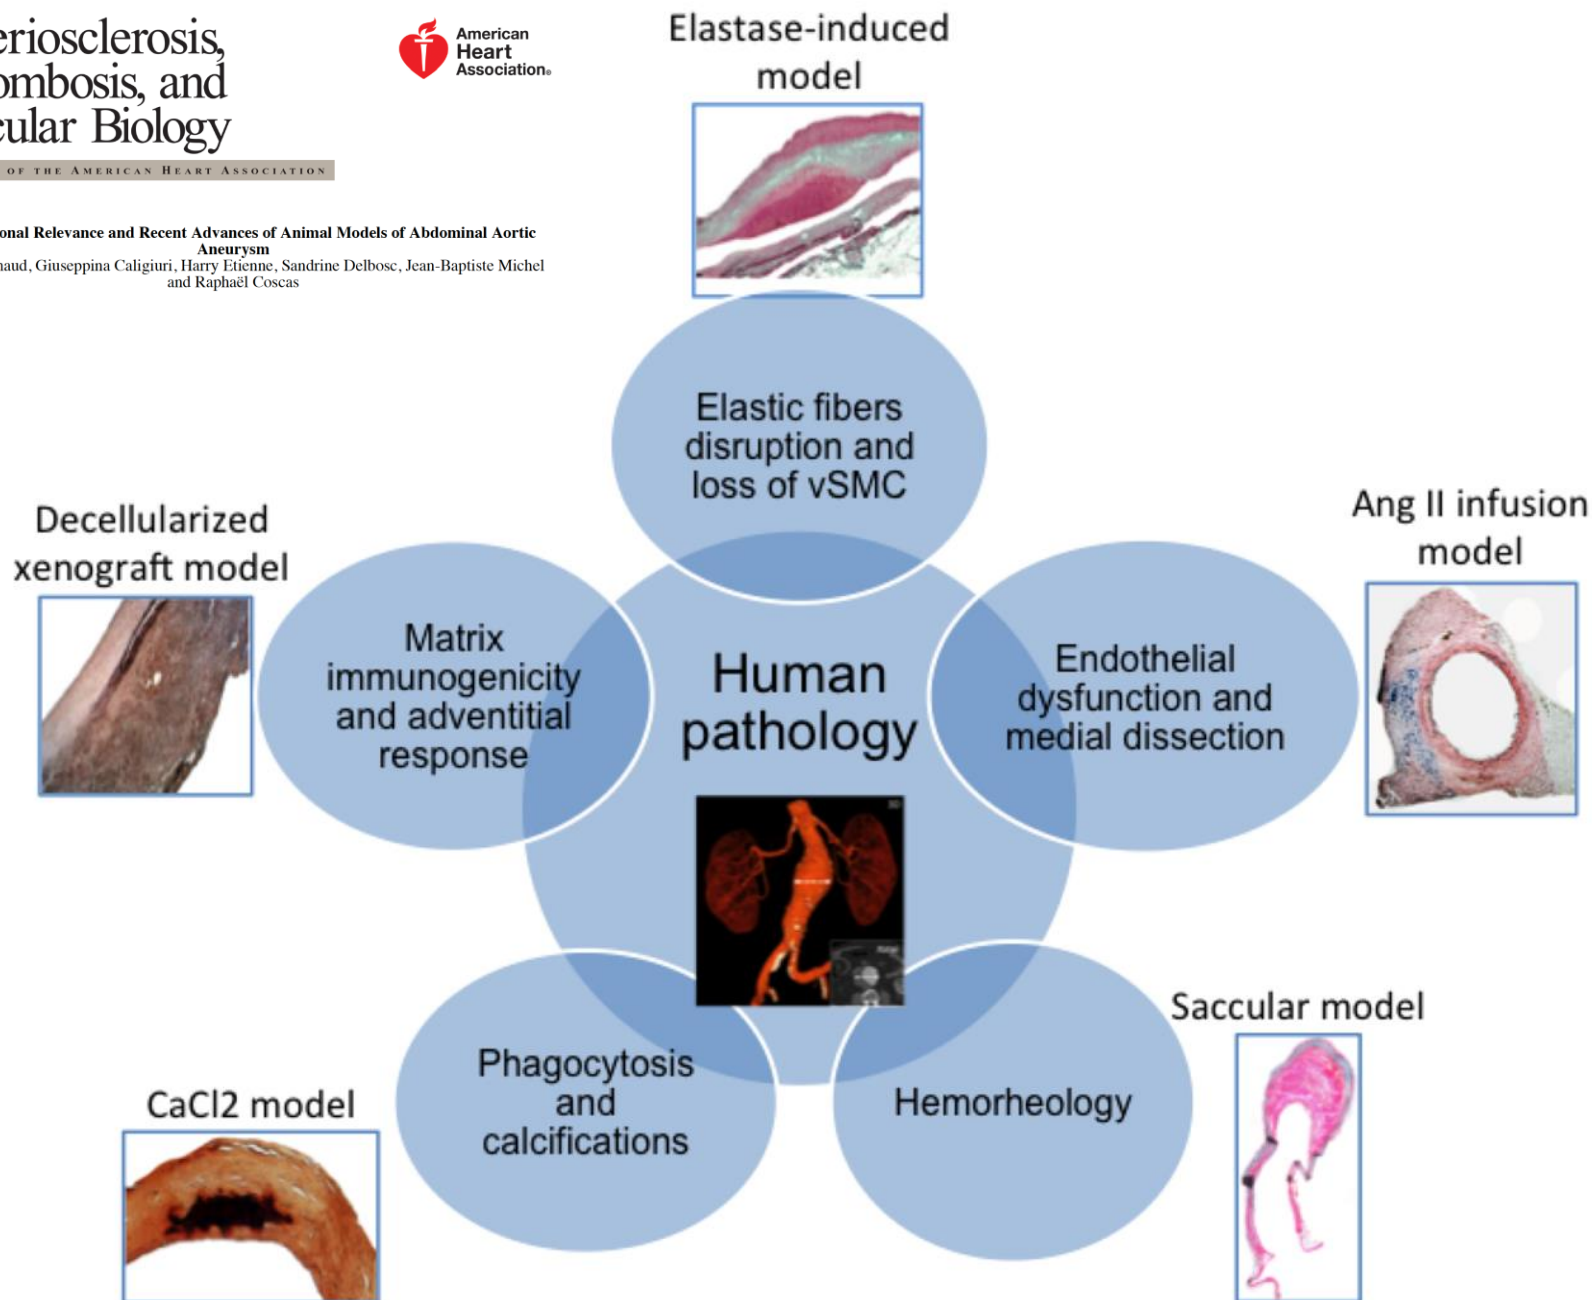 eriosclerosis,
ombosis, and
cular Biology
OF THE AMERICAN HEART ASSOCIATION
American
Heart
Association®
onal Relevance and Recent Advances of Animal Models of Abdominal Aortic
Aneurysm
naud, Giuseppina Caligiuri, Harry Etienne, Sandrine Delbosc, Jean-Baptiste Michel
and Raphaël Coscas
Elastase-induced
model
Elastic fibers
disruption and
loss of vSMC
Decellularized
xenograft model
Matrix
immunogenicity
and adventitial
response
Human
pathology
Ang II infusion
model
Endothelial
dysfunction and
medial dissection
CaCl2 model
Phagocytosis
and
calcifications
Hemorheology
Saccular model